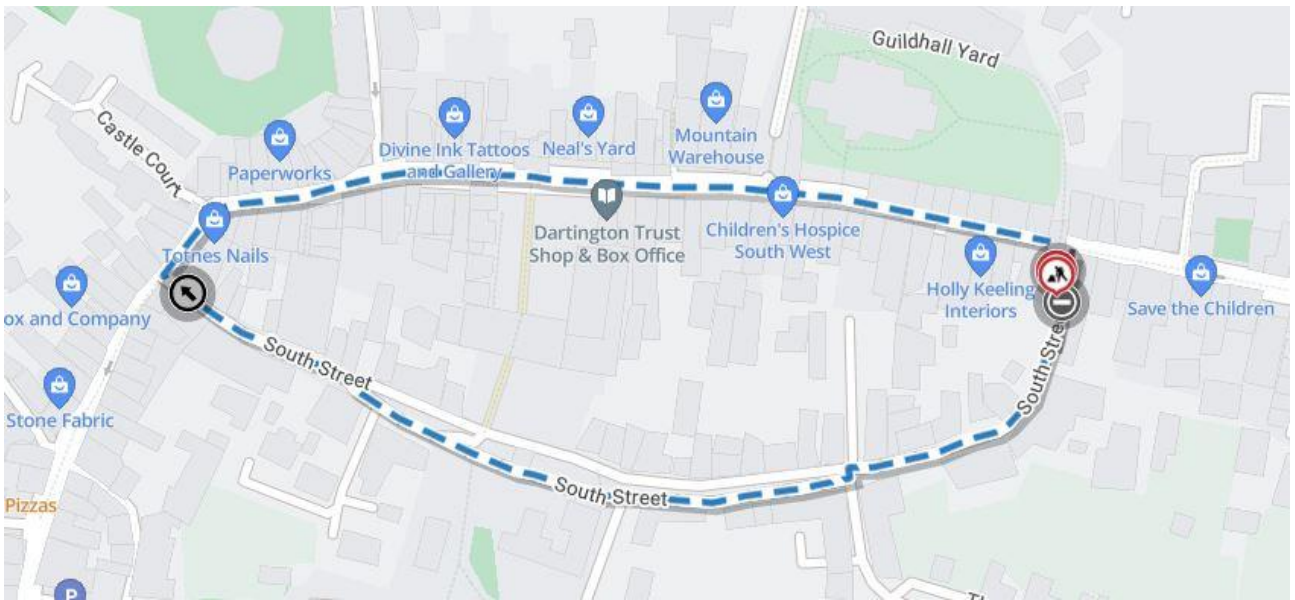 Guildhall Yard
Castle Court
Paperworks
Divine Ink Tattoos
and Gallery
Neal's Yard
Mountain
Warehouse
Totnes Nails
Dartington Trust
Shop & Box Office
Children's Hospice
South West
Holly Keeling
Interiors
Save the Children
ox and Company
South Street
South Stre
Stone Fabric
South Street
Pizzas
P
Th